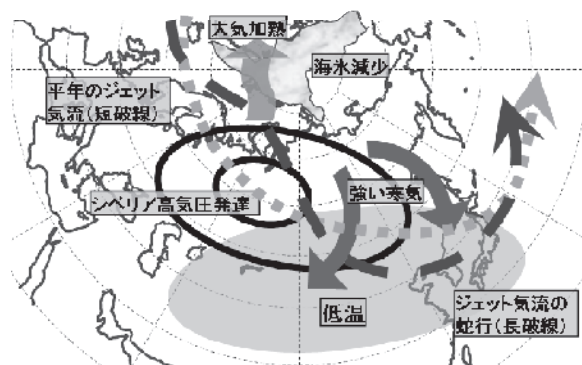 大気加熱
海氷減少
平年のジェット
気流(短破線)
シベリア高気圧発達
強い寒気
低温
ジェット気流の
蛇行(長破線)